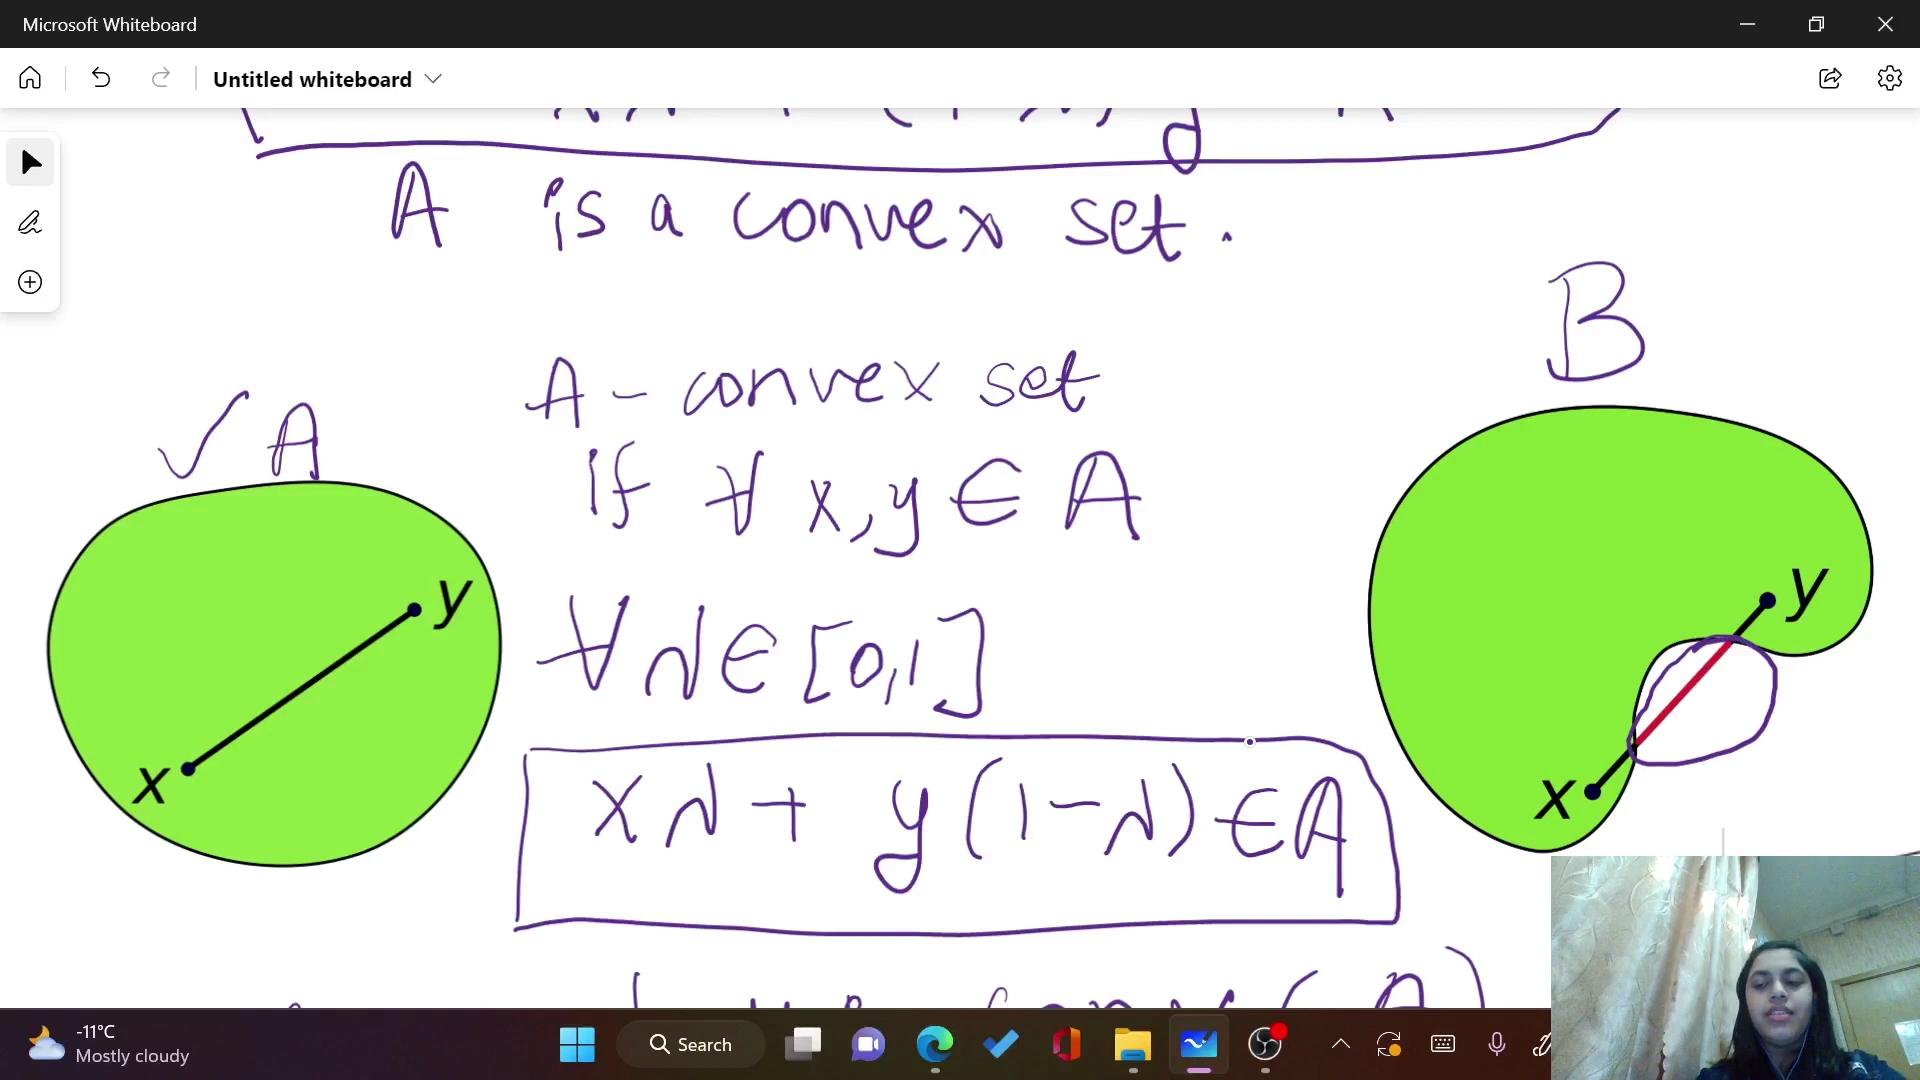 Microsoft Whiteboard
Untitled whiteboard
A is a convex set.
B
A - convex set
✓ A
if ∀ x, y ∈ A
∀ λ ∈ [0,1]
y
y
xλ + y(1-λ) ∈ A
x
x
-11°C
Mostly cloudy
Search